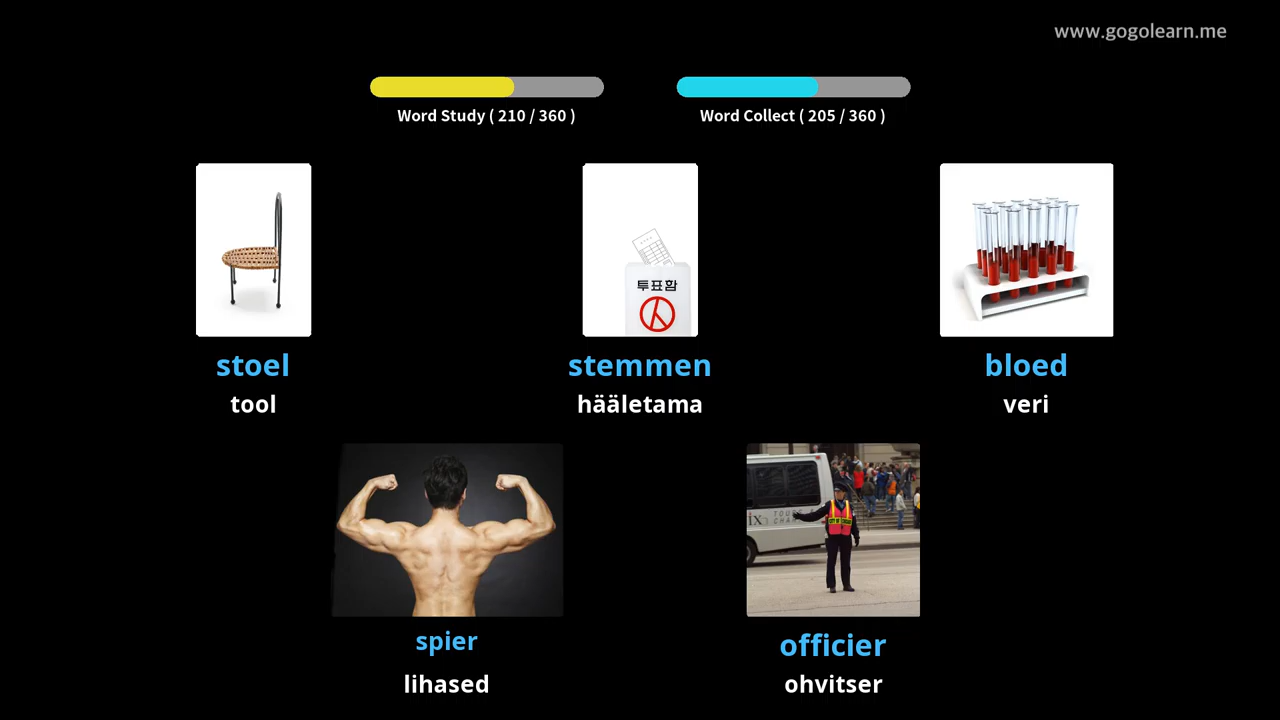 www.gogolearn.me
Word Study ( 210 / 360 )
Word Collect ( 205 / 360 )
투표함
stoel
stemmen
bloed
tool
hääletama
veri
spier
officier
lihased
ohvitser